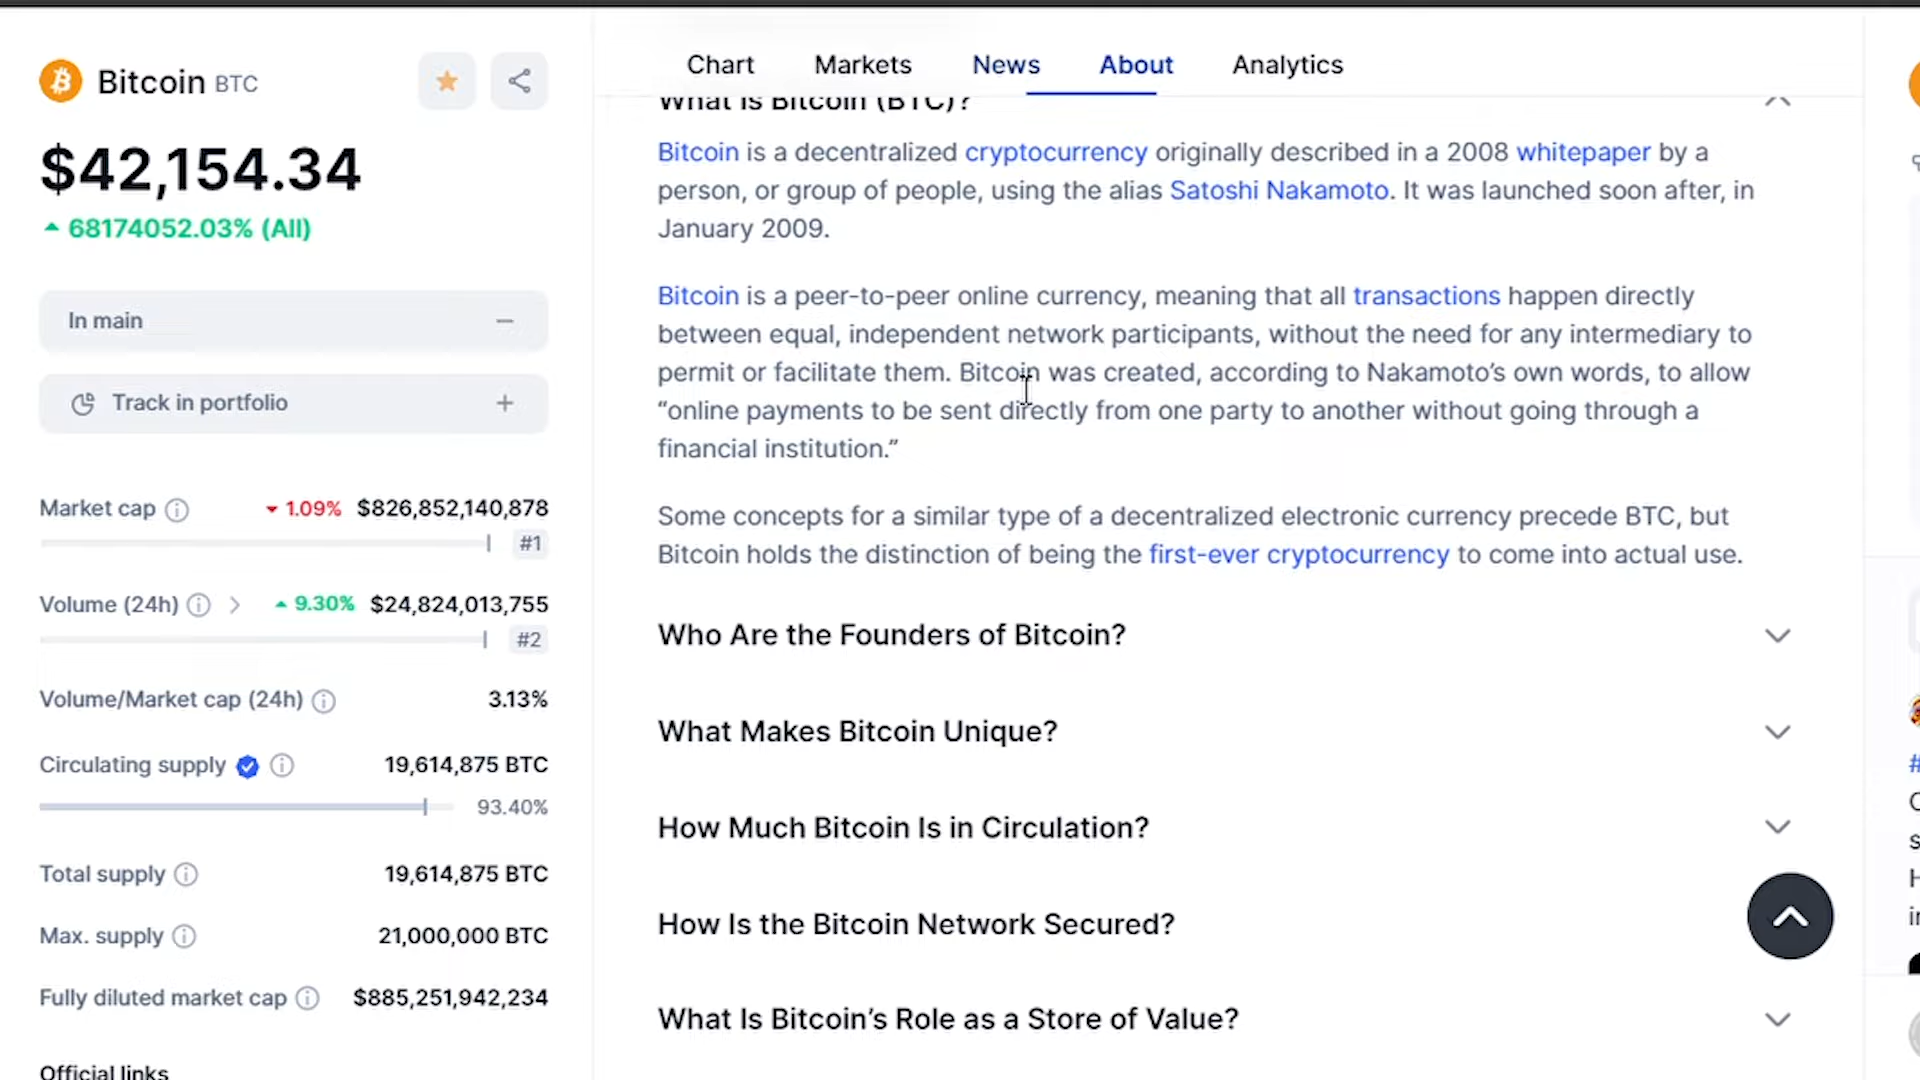 Bitcoin BTC
$42,154.34
68174052.03% (All)
In main
Track in portfolio
Market cap 1.09% $826,852,140,878
#1
Volume (24h) 9.30% $24,824,013,755
#2
Volume/Market cap (24h) 3.13%
Circulating supply 19,614,875 BTC
93.40%
Total supply 19,614,875 BTC
Max. supply 21,000,000 BTC
Fully diluted market cap $885,251,942,234
Official links
Chart Markets News About Analytics
What Is Bitcoin (BTC)?
Bitcoin is a decentralized cryptocurrency originally described in a 2008 whitepaper by a
person, or group of people, using the alias Satoshi Nakamoto. It was launched soon after, in
January 2009.
Bitcoin is a peer-to-peer online currency, meaning that all transactions happen directly
between equal, independent network participants, without the need for any intermediary to
permit or facilitate them. Bitcoin was created, according to Nakamoto’s own words, to allow
“online payments to be sent directly from one party to another without going through a
financial institution.”
Some concepts for a similar type of a decentralized electronic currency precede BTC, but
Bitcoin holds the distinction of being the first-ever cryptocurrency to come into actual use.
Who Are the Founders of Bitcoin?
What Makes Bitcoin Unique?
How Much Bitcoin Is in Circulation?
How Is the Bitcoin Network Secured?
What Is Bitcoin’s Role as a Store of Value?